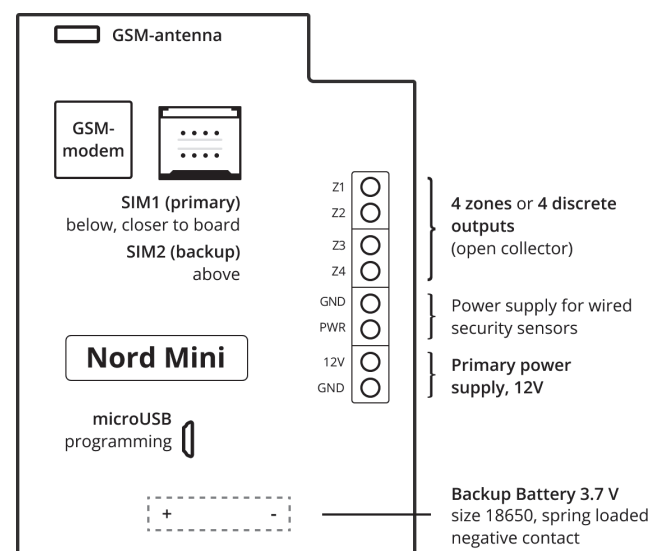 GSM-antenna
GSM-
modem
SIM1 (primary)
below, closer to board
SIM2 (backup)
above
Z1
Z2
Z3
Z4
GND
PWR
12V
GND
4 zones or 4 discrete
outputs
(open collector)
Power supply for wired
security sensors
Primary power
supply, 12V
Nord Mini
microUSB
programming
+ -
Backup Battery 3.7 V
size 18650, spring loaded
negative contact